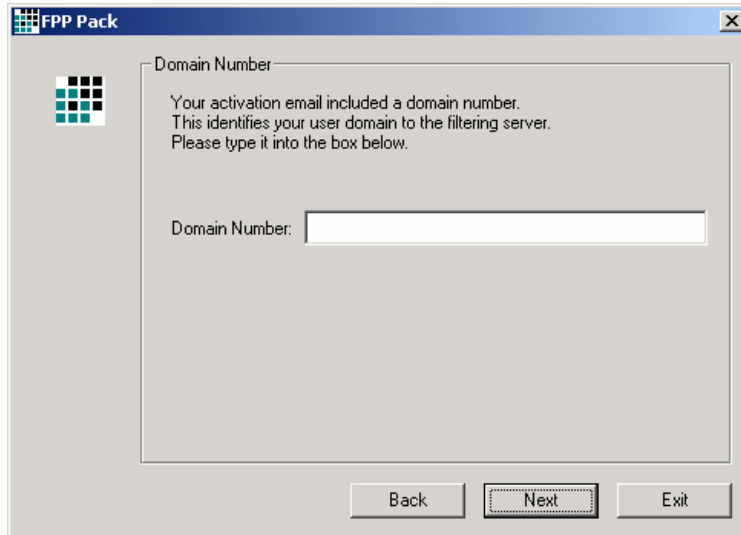 FPP Pack
Domain Number
Your activation email included a domain number.
This identifies your user domain to the filtering server.
Please type it into the box below.
Domain Number:
Back
Next
Exit